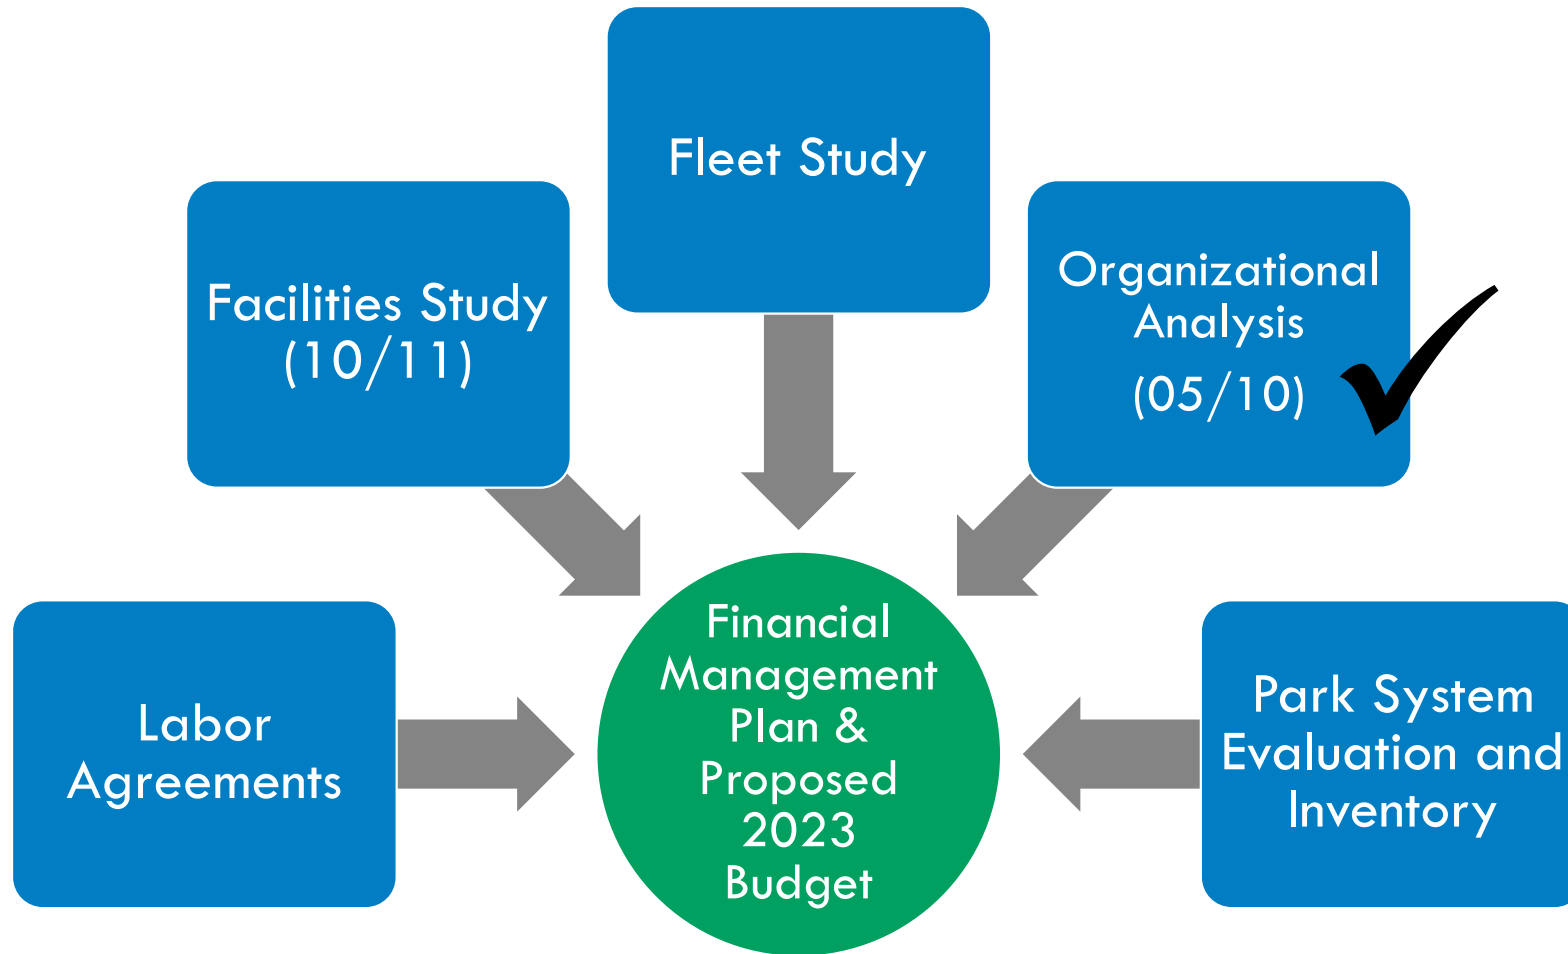 Fleet Study
Facilities Study
(10/11)
Organizational
Analysis
(05/10)
Labor
Agreements
Financial
Management
Plan &
Proposed
2023
Budget
Park System
Evaluation and
Inventory